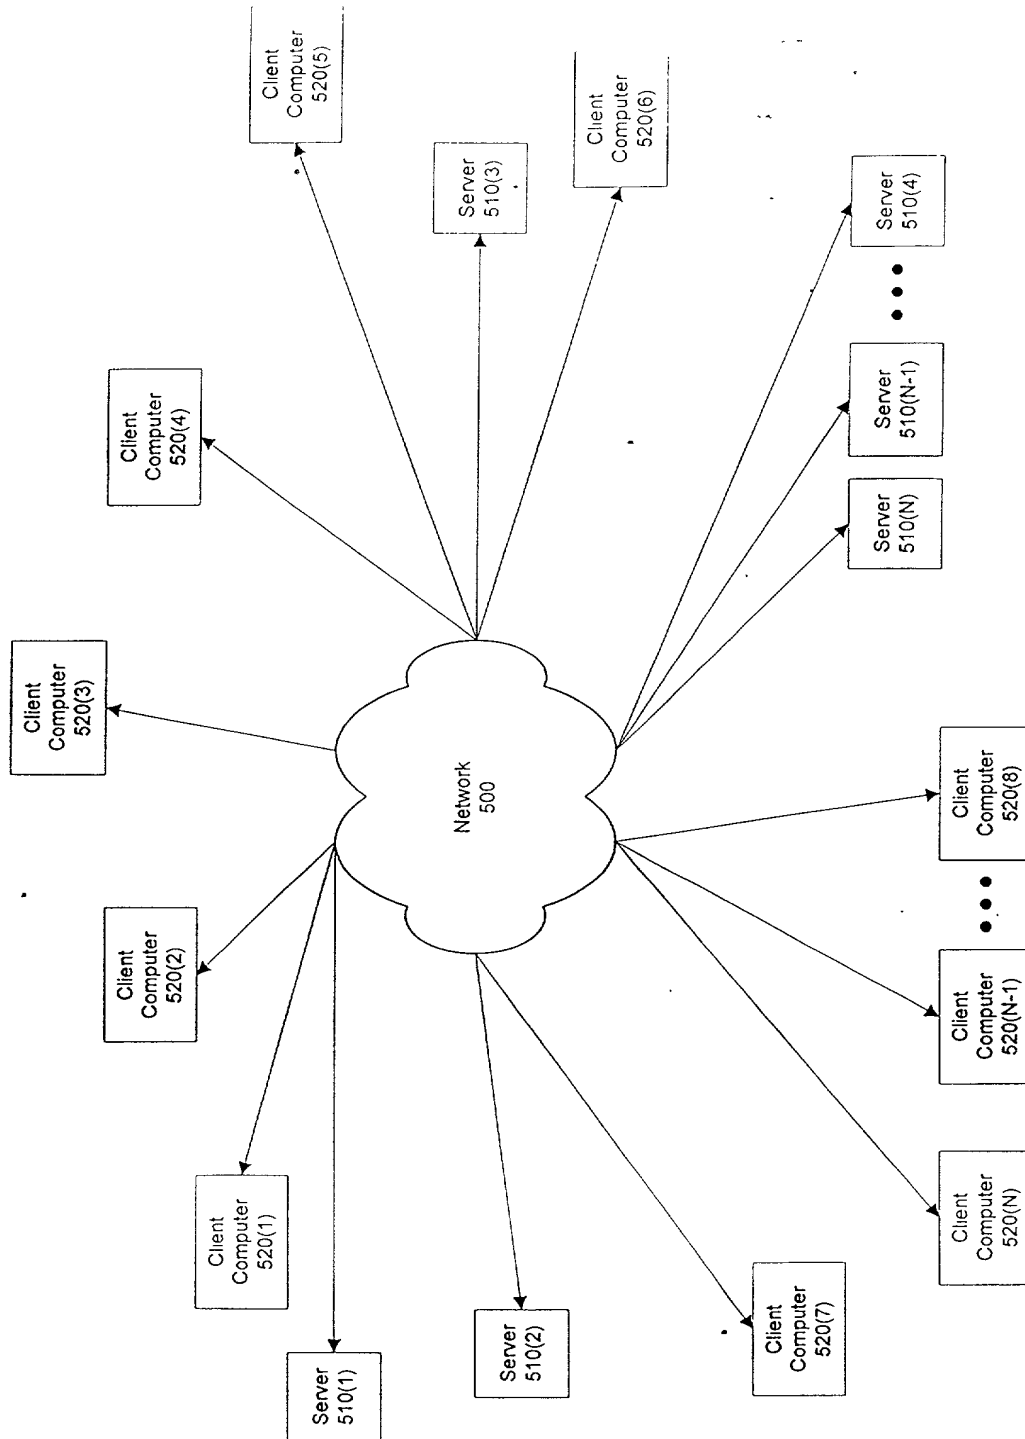 Client
Computer
520(3)
Client
Computer
520(2)
Client
Computer
520(4)
Client
Computer
520(1)
Client
Computer
520(5)
Server
510(1)
Server
510(3)
Network
500
Server
510(2)
Client
Computer
520(6)
Client
Computer
520(7)
Server
510(N)
Server
510(N-1)
Server
510(4)
Client
Computer
520(N)
Client
Computer
520(N-1)
Client
Computer
520(8)